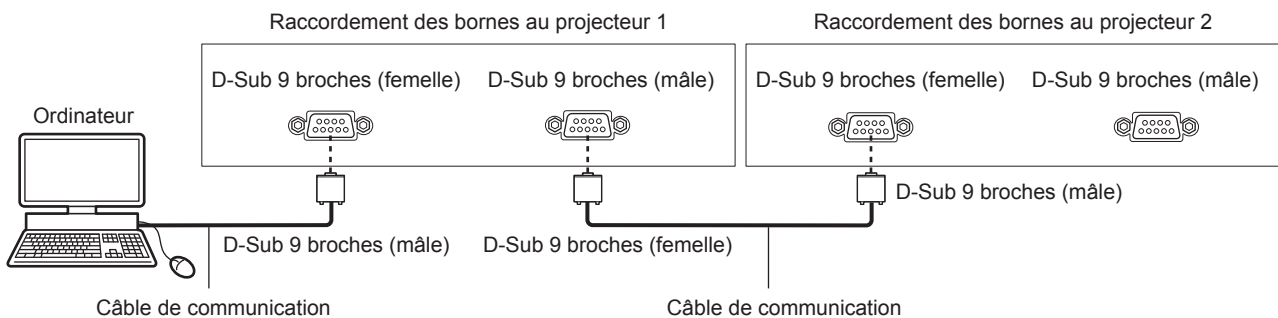 Raccordement des bornes au projecteur 1
Raccordement des bornes au projecteur 2
D-Sub 9 broches (femelle)
D-Sub 9 broches (mâle)
D-Sub 9 broches (femelle)
D-Sub 9 broches (mâle)
Ordinateur
D-Sub 9 broches (mâle)
D-Sub 9 broches (mâle)
D-Sub 9 broches (femelle)
Câble de communication
Câble de communication